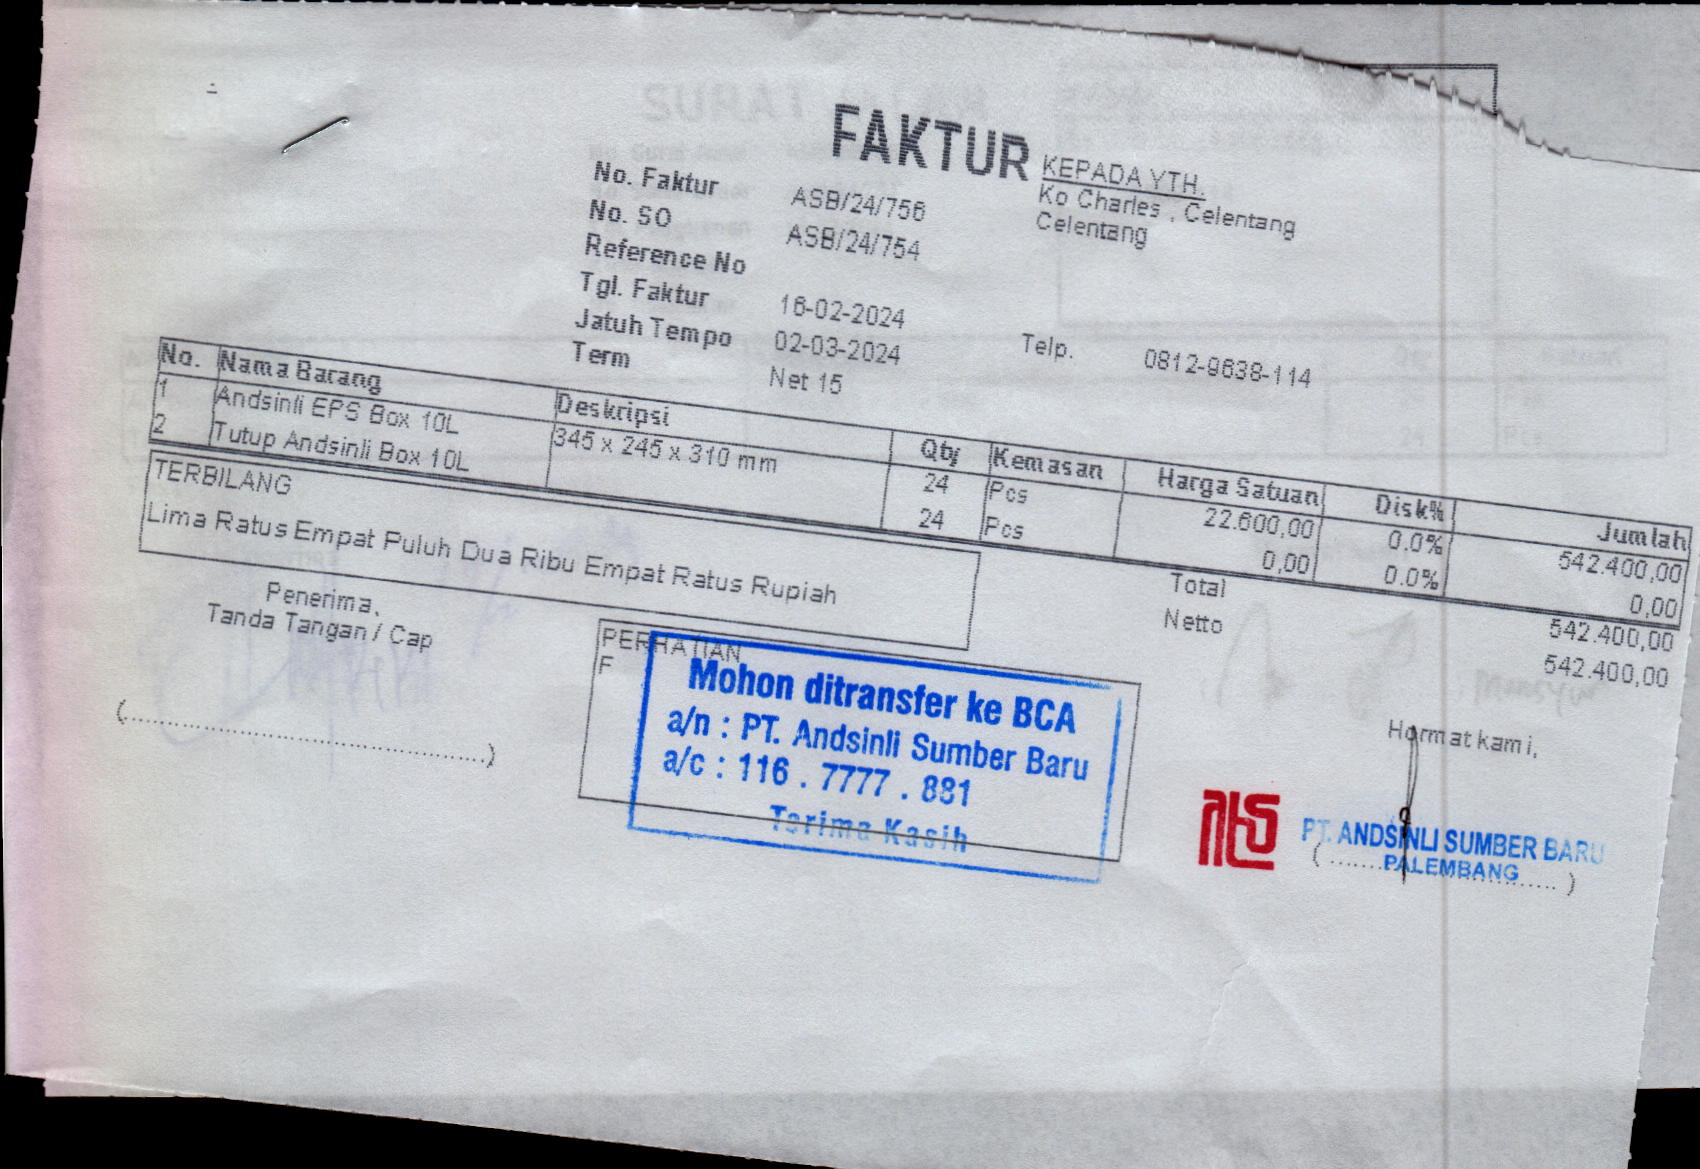 FAKTUR
No. Faktur ASB/24/756
No. SO ASB/24/754
Reference No
Tgl. Faktur 16-02-2024
Jatuh Tempo 02-03-2024
Term Net 15
KEPADA YTH.
Ko Charles , Celentang
Celentang
Telp. 0812-9638-114
No. Nama Barang Deskripsi Qty Kemasan Harga Satuan Disk% Jumlah
1 Andsinli EPS Box 10L 345 x 245 x 310 mm 24 Pcs 22.600,00 0.0% 542.400,00
2 Tutup Andsinli Box 10L 24 Pcs 0,00 0.0% 0,00
TERBILANG
Lima Ratus Empat Puluh Dua Ribu Empat Ratus Rupiah
Total 542.400,00
Netto 542.400,00
Penerima,
Tanda Tangan / Cap
(....................................................)
PERHATIAN
F
Mohon ditransfer ke BCA
a/n : PT. Andsinli Sumber Baru
a/c : 116 . 7777 . 881
Terima Kasih
Hormat kami,
PT. ANDSINLI SUMBER BARU
PALEMBANG